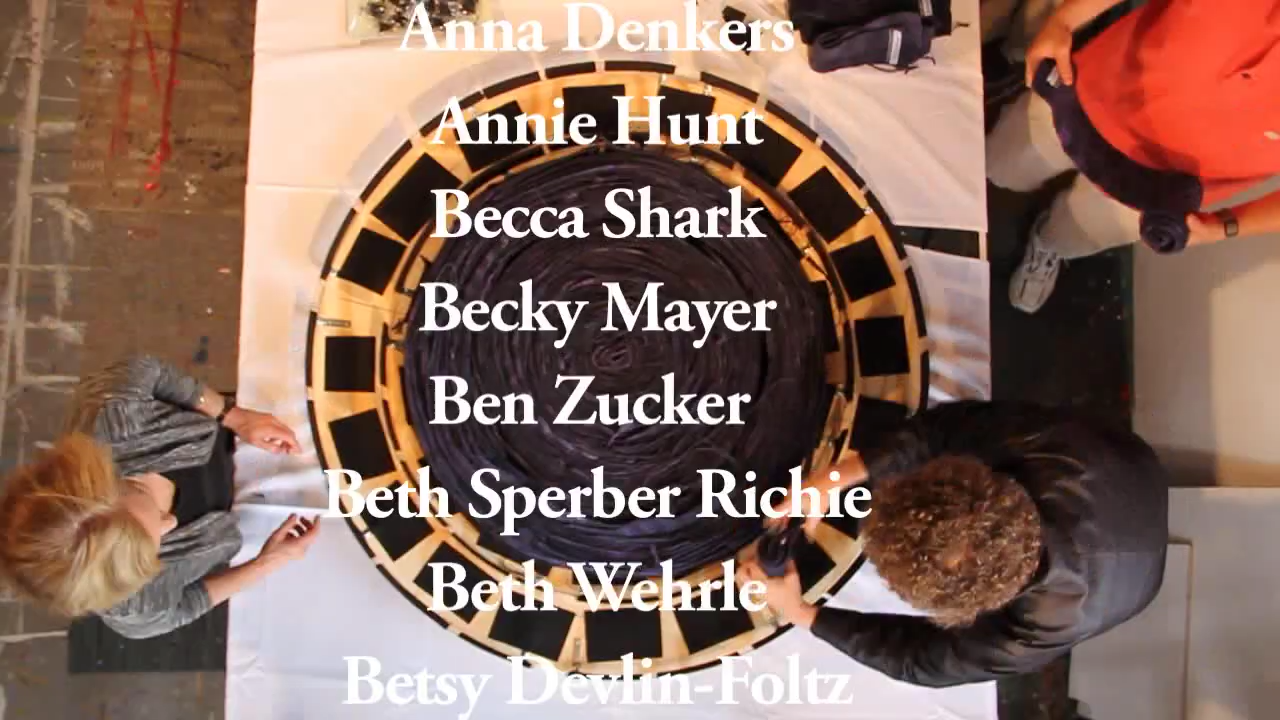 Anna Denkers
Annie Hunt
Becca Shark
Becky Mayer
Ben Zucker
Beth Sperber Richie
Beth Wehrle
Betsy Devlin-Foltz